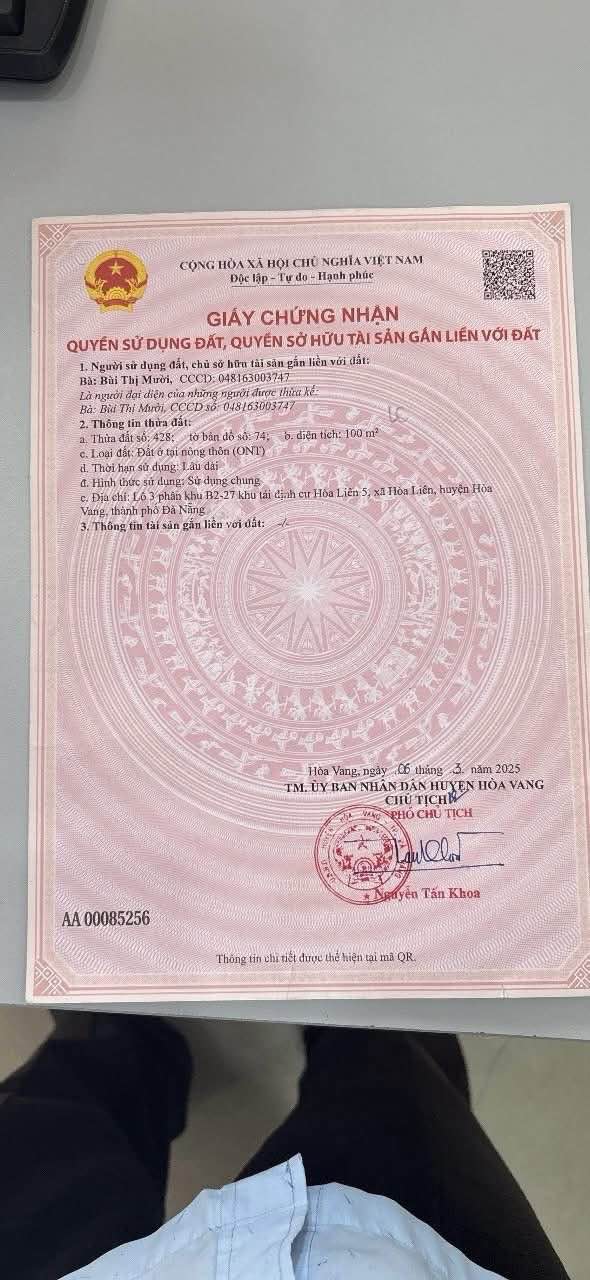 CỘNG HÒA XÃ HỘI CHỦ NGHĨA VIỆT NAM
Độc lập - Tự do - Hạnh phúc
GIẤY CHỨNG NHẬN
QUYỀN SỬ DỤNG ĐẤT, QUYỀN SỞ HỮU TÀI SẢN GẮN LIỀN VỚI ĐẤT
1. Người sử dụng đất, chủ sở hữu tài sản gắn liền với đất:
Bà: Bùi Thị Mười, CCCD: 048163003747
Là người đại diện của những người được thừa kế:
Bà: Bùi Thị Mười, CCCD số: 048163003747
2. Thông tin thửa đất:
a. Thửa đất số: 428; tờ bản đồ số: 74; b. diện tích: 100 m²
c. Loại đất: Đất ở tại nông thôn (ONT)
d. Thời hạn sử dụng: Lâu dài
đ. Hình thức sử dụng: Sử dụng chung
e. Địa chỉ: Lô 3 phân khu B2-27 khu tái định cư Hòa Liên 5, xã Hòa Liên, huyện Hòa
Vang, thành phố Đà Nẵng
3. Thông tin tài sản gắn liền với đất: -/-
Hòa Vang, ngày 06 tháng 3 năm 2025
TM. ỦY BAN NHÂN DÂN HUYỆN HÒA VANG
CHỦ TỊCH
PHÓ CHỦ TỊCH
Nguyễn Tấn Khoa
AA 00085256
Thông tin chi tiết được thể hiện tại mã QR.